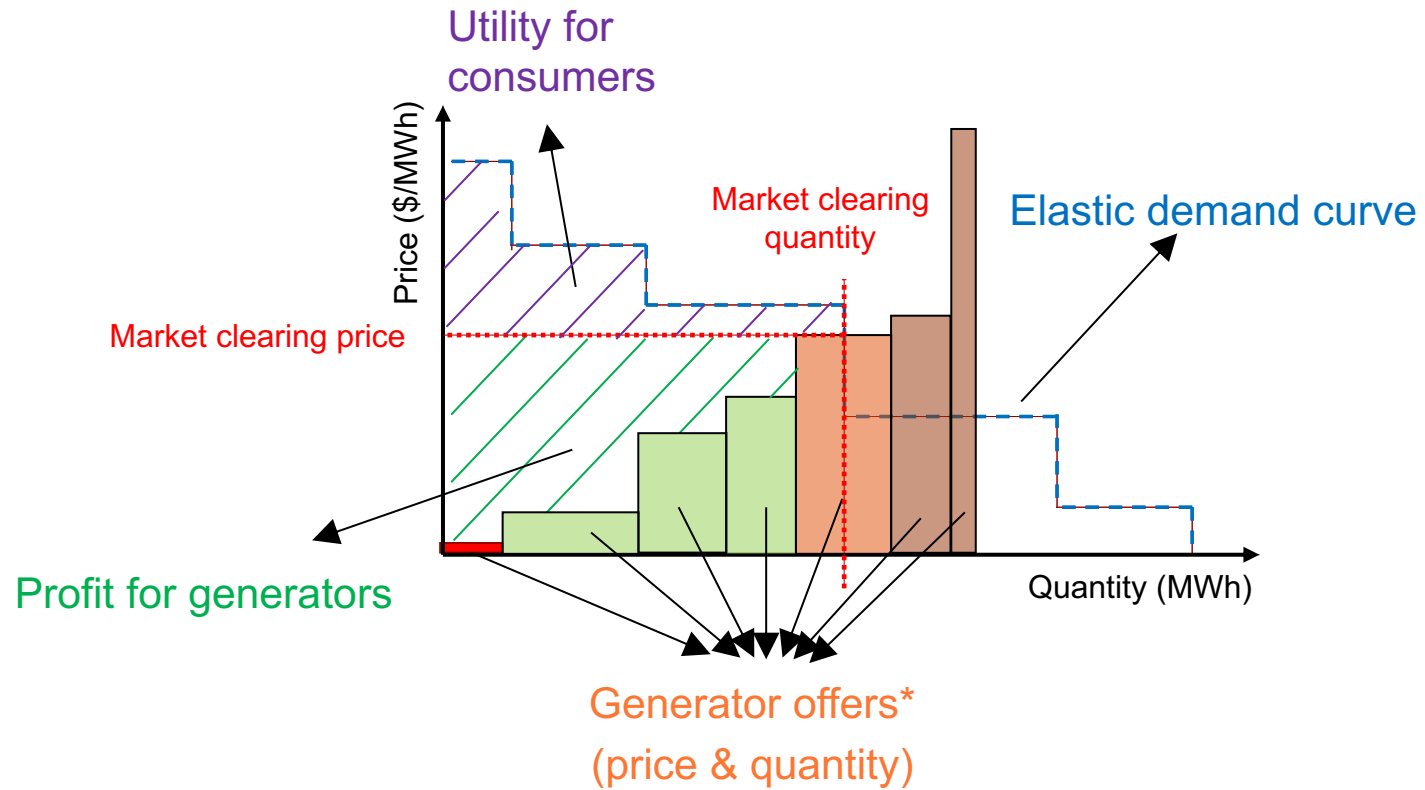 Utility for
consumers
Price ($/MWh)
Market clearing
quantity
Elastic demand curve
Market clearing price
Profit for generators
Quantity (MWh)
Generator offers*
(price & quantity)